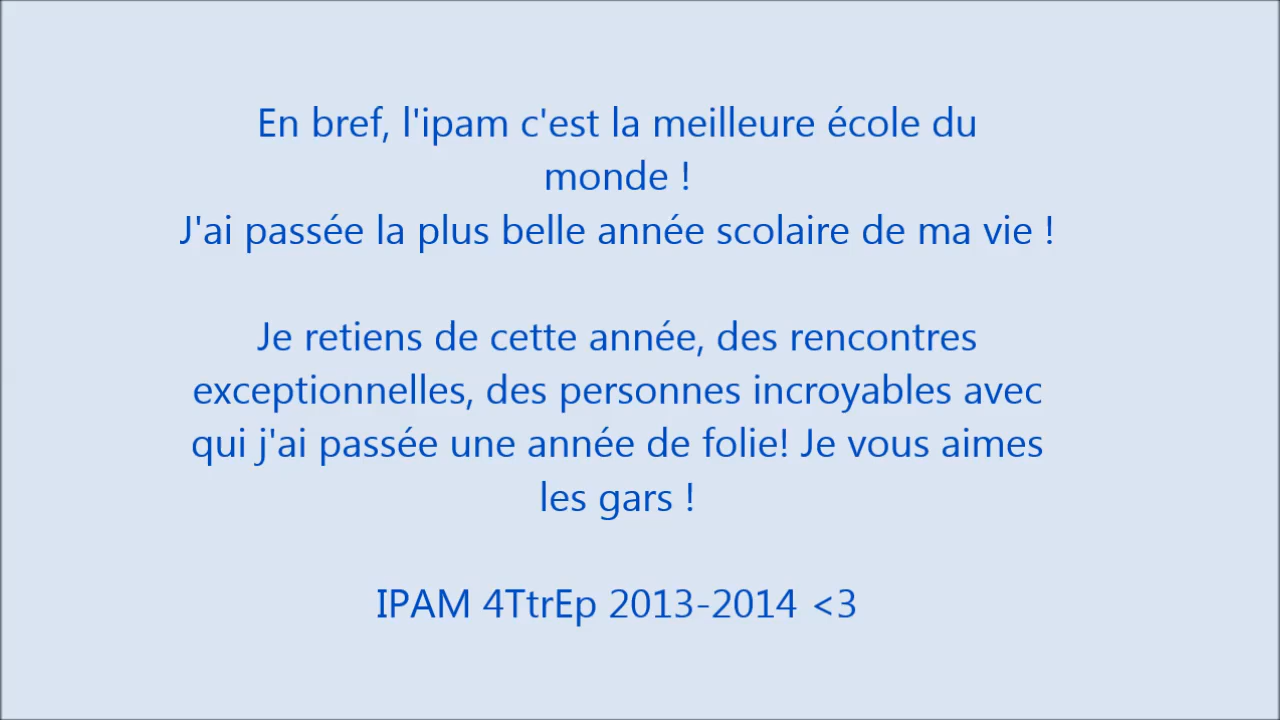 En bref, l'ipam c'est la meilleure école du
monde !
J'ai passée la plus belle année scolaire de ma vie !
Je retiens de cette année, des rencontres
exceptionnelles, des personnes incroyables avec
qui j'ai passée une année de folie! Je vous aimes
les gars !
IPAM 4TtrEp 2013-2014 <3